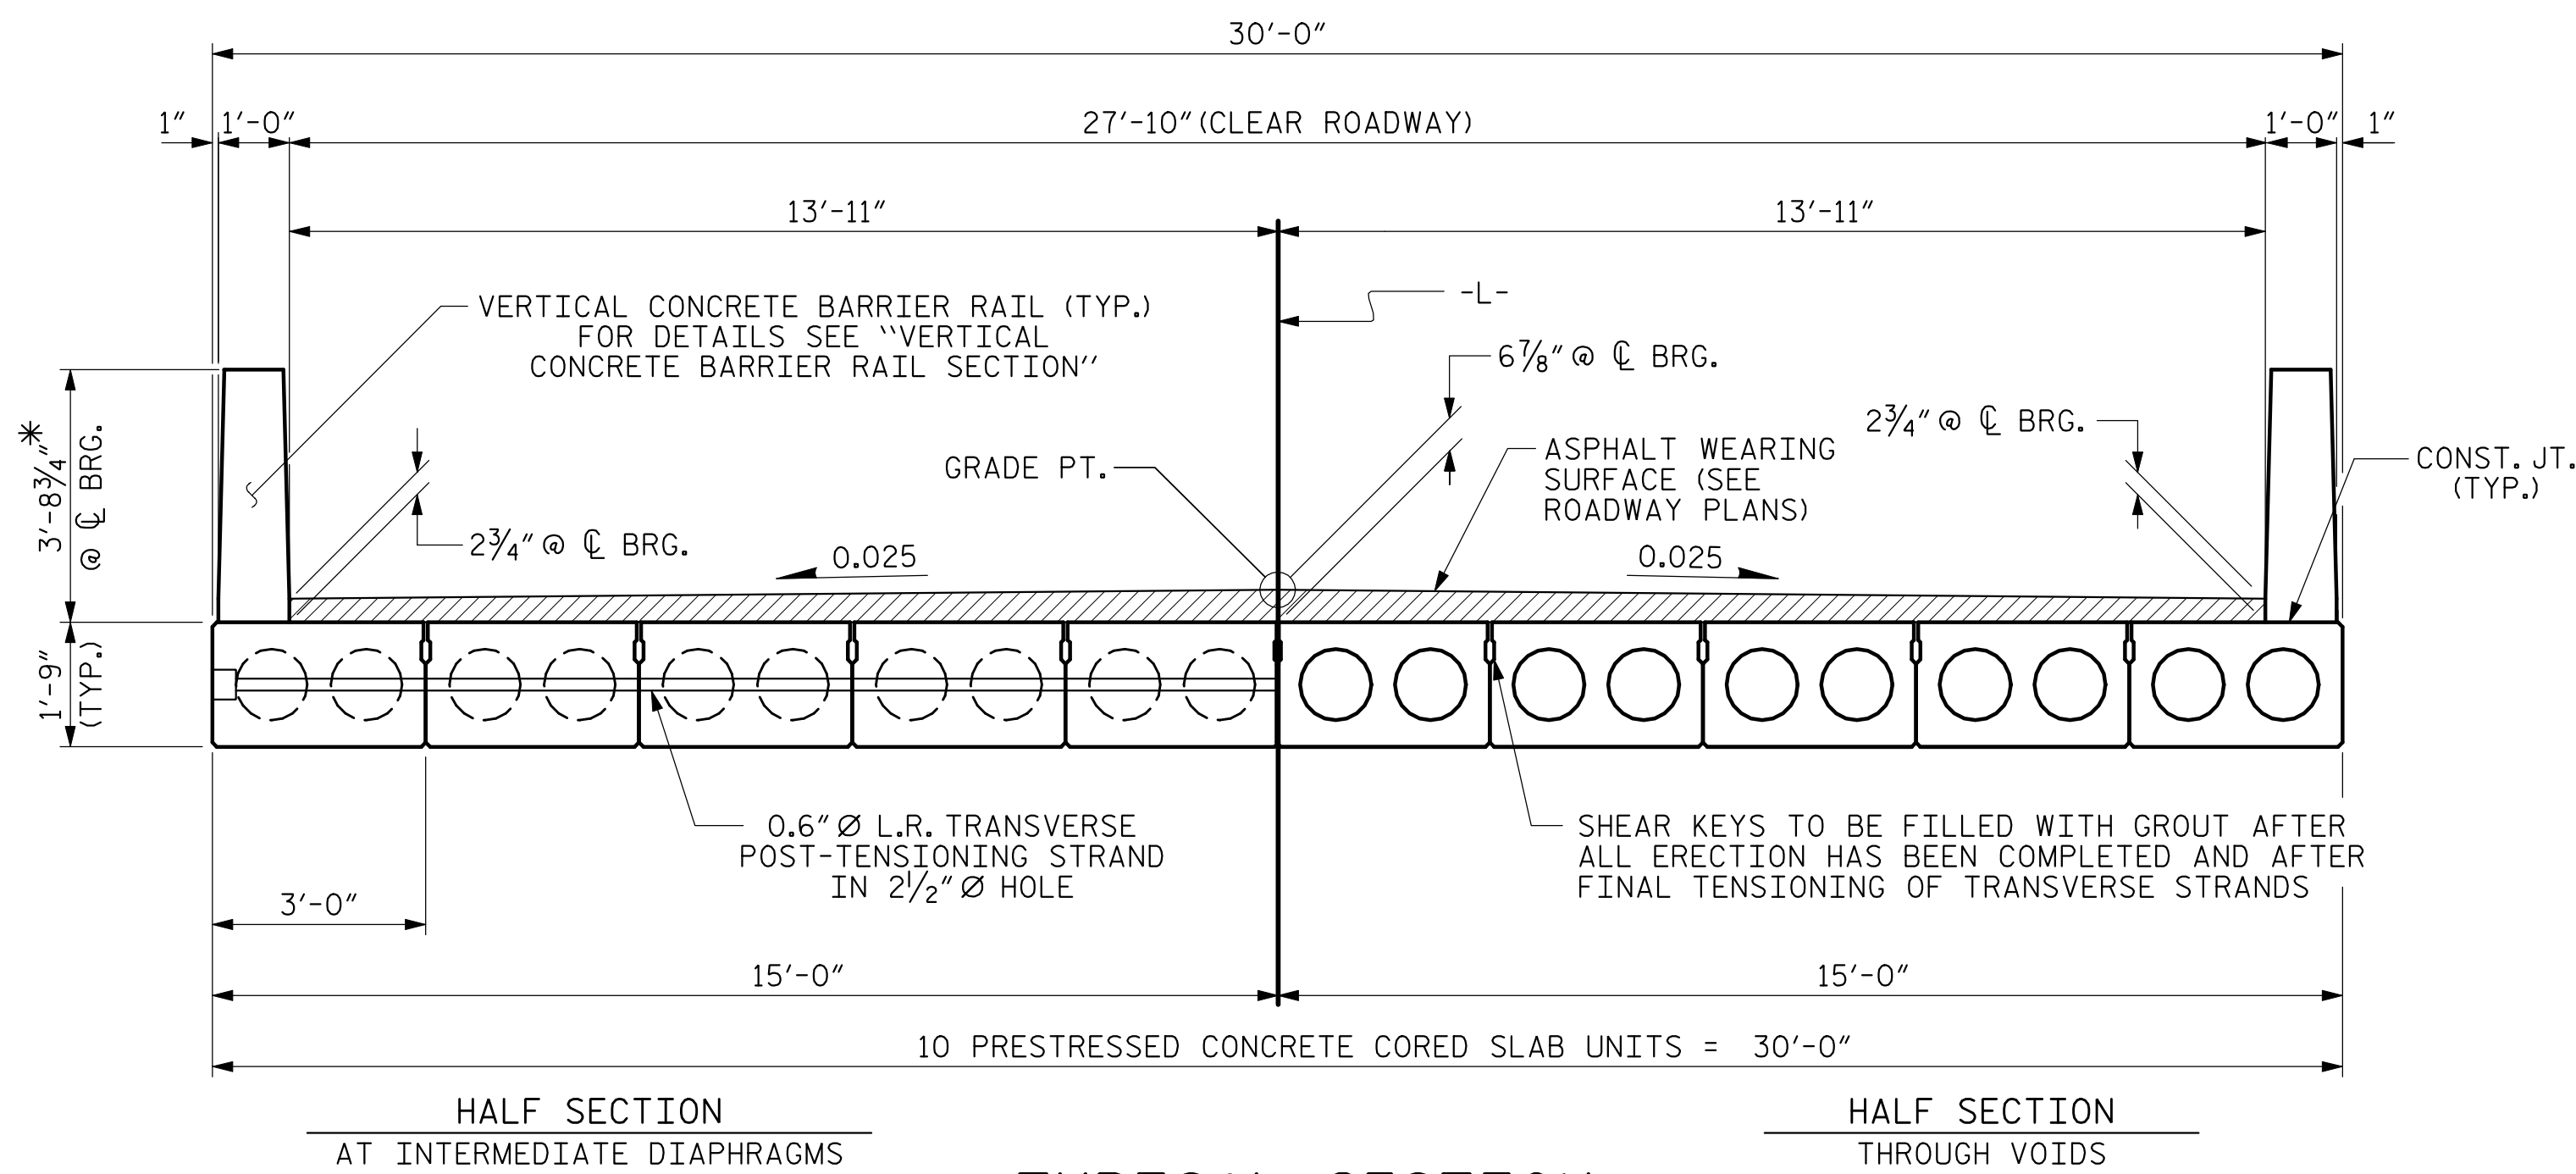 30'-0"
1" 1'-0" 27'-10" (CLEAR ROADWAY) 1'-0" 1"
13'-11" 13'-11"
VERTICAL CONCRETE BARRIER RAIL (TYP.)
FOR DETAILS SEE "VERTICAL
CONCRETE BARRIER RAIL SECTION"
-L-
6⅞" @ ℄ BRG.
2¾" @ ℄ BRG.
3'-8¾"*
@ ℄ BRG.
GRADE PT.
ASPHALT WEARING
SURFACE (SEE
ROADWAY PLANS)
CONST. JT.
(TYP.)
2¾" @ ℄ BRG.
0.025
0.025
1'-9"
(TYP.)
0.6" Ø L.R. TRANSVERSE
POST-TENSIONING STRAND
IN 2½" Ø HOLE
SHEAR KEYS TO BE FILLED WITH GROUT AFTER
ALL ERECTION HAS BEEN COMPLETED AND AFTER
FINAL TENSIONING OF TRANSVERSE STRANDS
3'-0"
15'-0" 15'-0"
10 PRESTRESSED CONCRETE CORED SLAB UNITS = 30'-0"
HALF SECTION
AT INTERMEDIATE DIAPHRAGMS
HALF SECTION
THROUGH VOIDS
TYPICAL SECTION